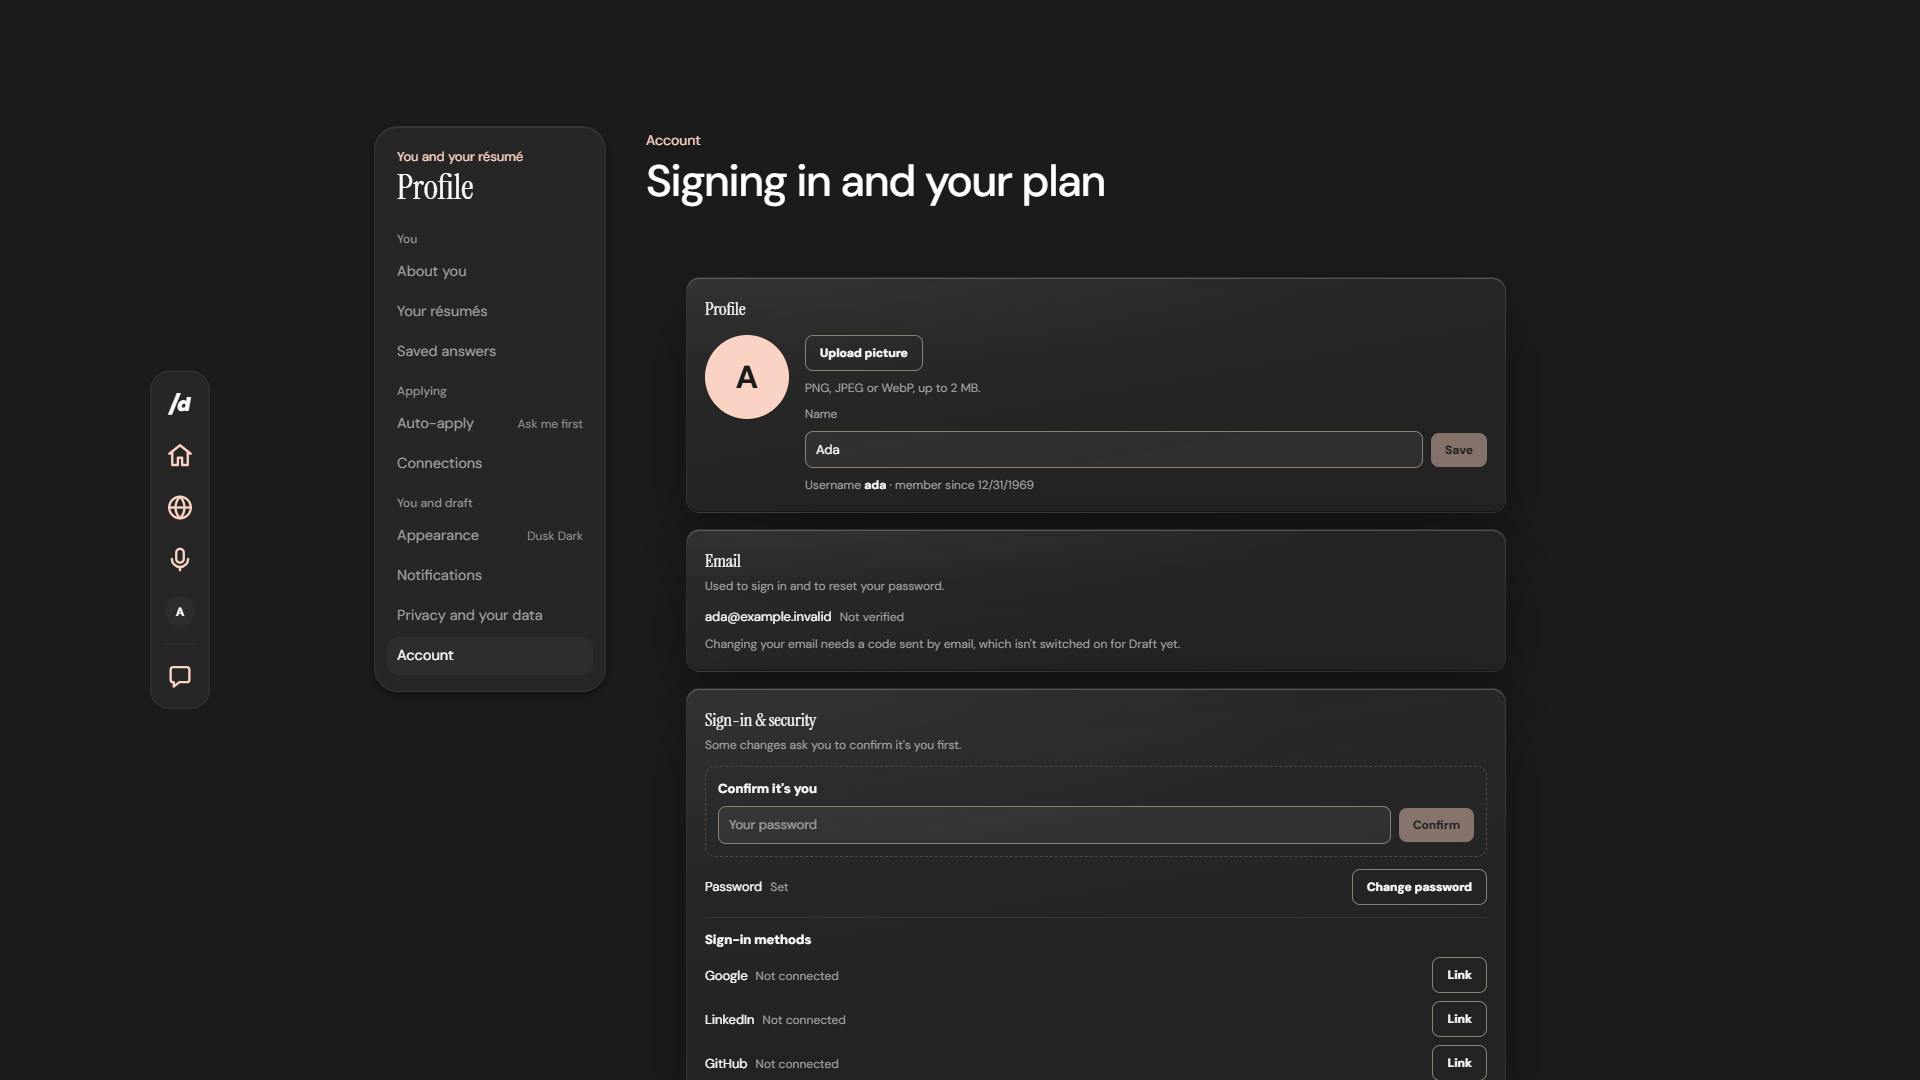 /d
A
You and your résumé
Profile
You
About you
Your résumés
Saved answers
Applying
Auto-apply Ask me first
Connections
You and draft
Appearance Dusk Dark
Notifications
Privacy and your data
Account
Account
Signing in and your plan
Profile
A
Upload picture
PNG, JPEG or WebP, up to 2 MB.
Name
Ada Save
Username ada · member since 12/31/1969
Email
Used to sign in and to reset your password.
ada@example.invalid Not verified
Changing your email needs a code sent by email, which isn't switched on for Draft yet.
Sign-in & security
Some changes ask you to confirm it's you first.
Confirm it's you
Your password Confirm
Password Set Change password
Sign-in methods
Google Not connected Link
LinkedIn Not connected Link
GitHub Not connected Link